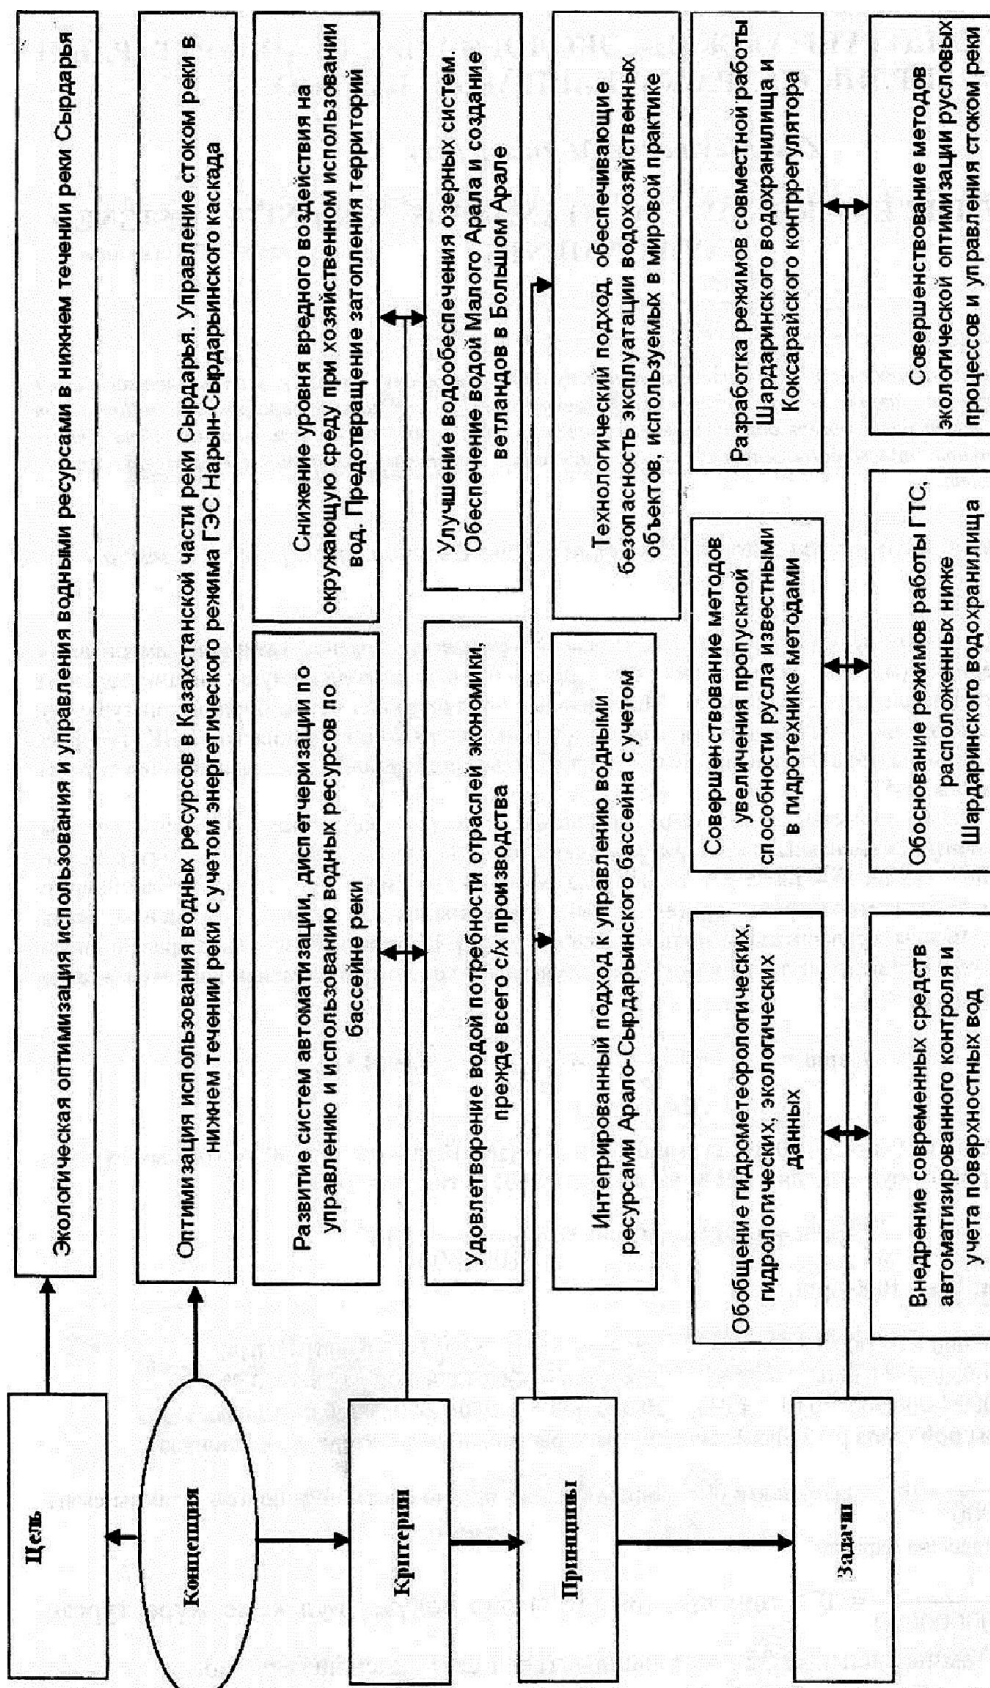 Цель
Экологическая оптимизация использования и управления водными ресурсами в нижнем течении реки Сырдарья
Концепция
Оптимизация использования водных ресурсов в Казахстанской части реки Сырдарья. Управление стоком реки в
нижнем течении реки с учетом энергетического режима ГЭС Нарын-Сырдарьинского каскада
Критерии
Развитие систем автоматизации, диспетчеризации по
управлению и использованию водных ресурсов по
бассейне реки
Снижение уровня вредного воздействия на
окружающую среду при хозяйственном использовании
вод. Предотвращение затопления территорий
Удовлетворение водой потребности отраслей экономики
прежде всего с/х производства
Улучшение водообеспечения озерных систем.
Обеспечение водой Малого Арала и создание
ветландов в Большом Арале
Принципы
Интегрированный подход к управлению водными
ресурсами Арало-Сырдарьинского бассейна с учетом
Технологический подход, обеспечивающие
безопасность эксплуатации водохозяйственных
объектов, используемых в мировой практике
Задачи
Обобщение гидрометеорологических,
гидрологических, экологических
данных
Совершенствование методов
увеличения пропускной
способности русла известными
в гидротехнике методами
Разработка режимов совместной работы
Шардаринского водохранилища и
Коксарайского контррегулятора
Внедрение современных средств
автоматизированного контроля и
учета поверхностных вод
Обоснование режимов работы ГТС,
расположенных ниже
Шардаринского водохранилища
Совершенствование методов
экологической оптимизации русловых
процессов и управления стоком реки